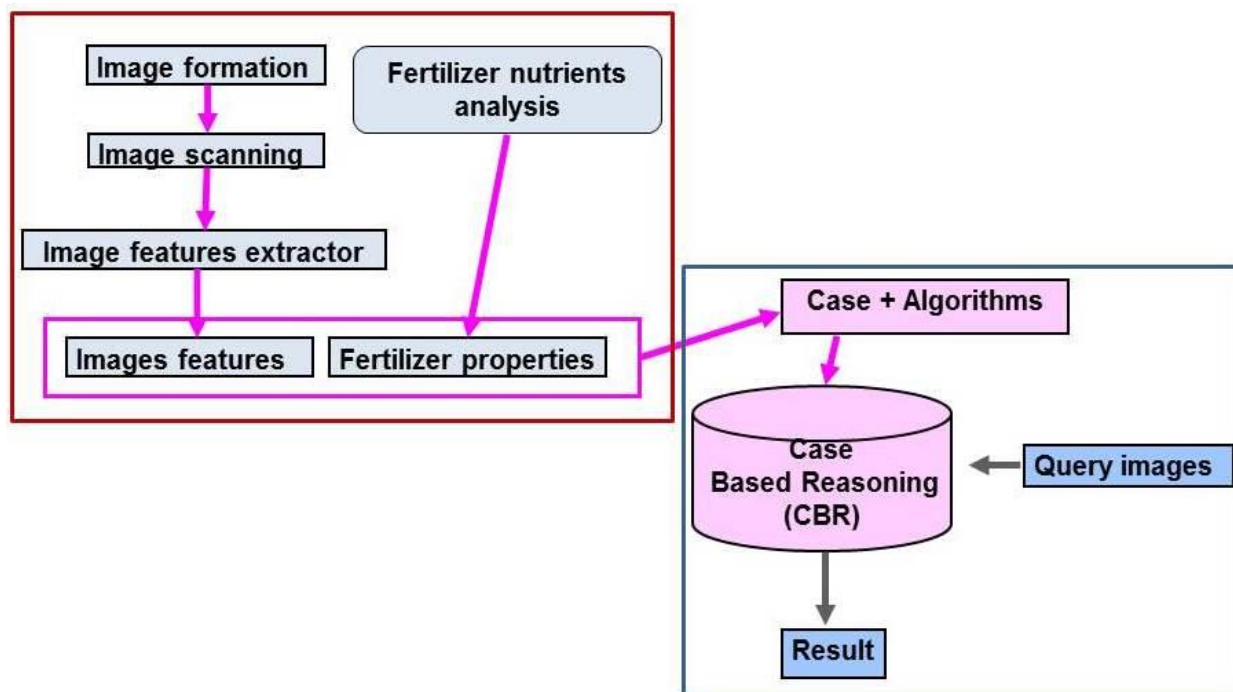 Image formation
Image scanning
Image features extractor
Fertilizer nutrients
analysis
Images features
Fertilizer properties
Case + Algorithms
Case
Based Reasoning
(CBR)
Query images
Result